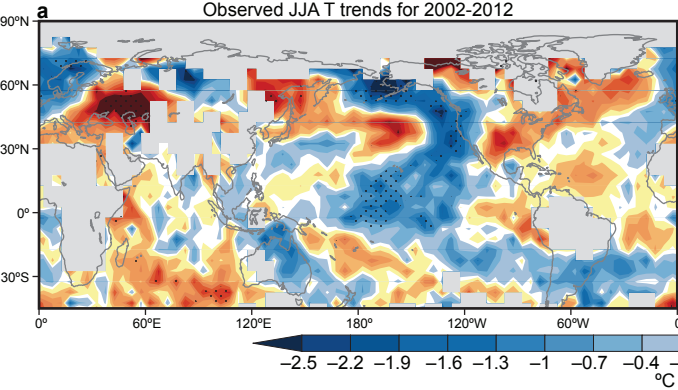 a Observed JJA T trends for 2002-2012
90ºN
60ºN
30ºN
0º
30ºS
0º 60ºE 120ºE 180º 120ºW 60ºW 0
–2.5 –2.2 –1.9 –1.6 –1.3 –1 –0.7 –0.4 –
ºC